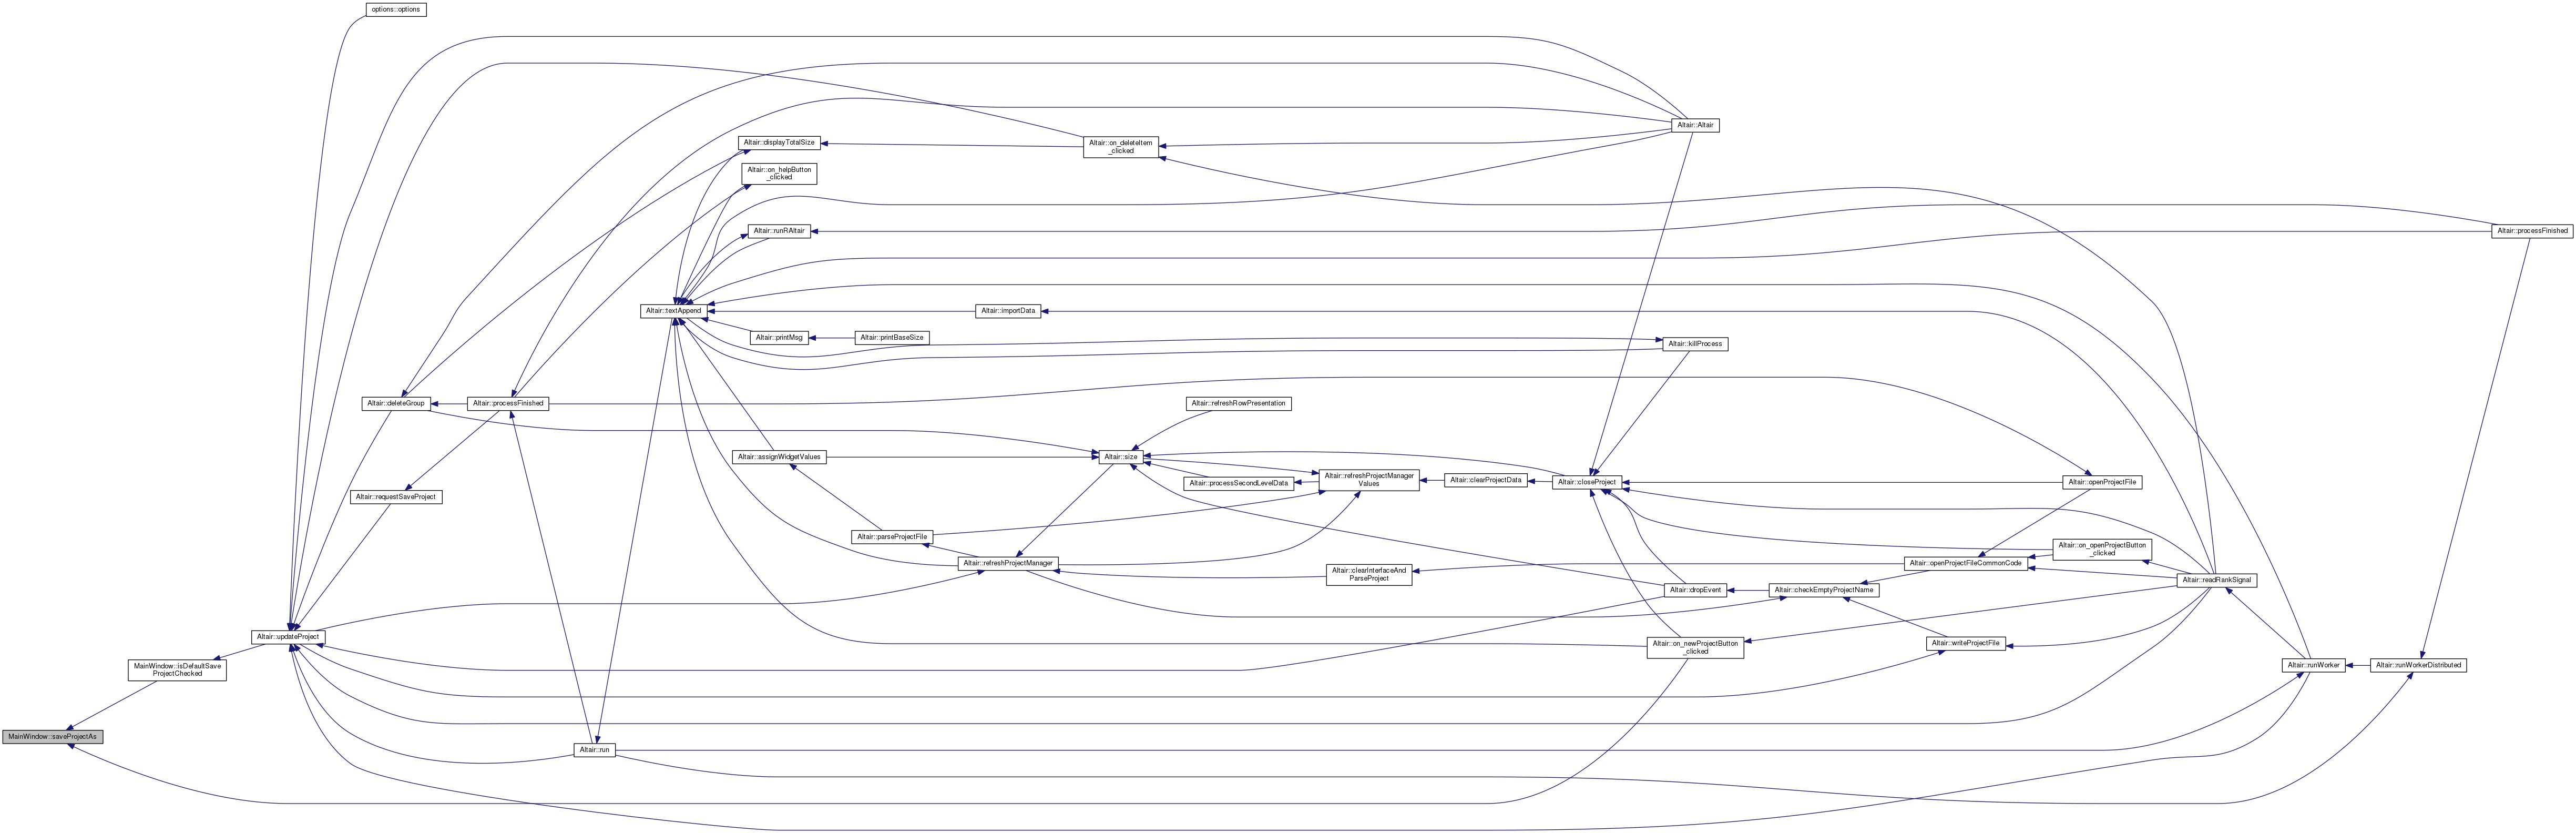 options::options
Altair::Altair
Altair::displayTotalSize
Altair::on_deleteItem
_clicked
Altair::on_helpButton
_clicked
Altair::runRAltair
Altair::processFinished
Altair::textAppend
Altair::importData
Altair::printMsg
Altair::printBaseSize
Altair::killProcess
Altair::deleteGroup
Altair::processFinished
Altair::refreshRowPresentation
Altair::assignWidgetValues
Altair::size
Altair::requestSaveProject
Altair::processSecondLevelData
Altair::refreshProjectManager
Values
Altair::clearProjectData
Altair::closeProject
Altair::openProjectFile
Altair::parseProjectFile
Altair::refreshProjectManager
Altair::clearInterfaceAnd
ParseProject
Altair::on_openProjectButton
_clicked
Altair::openProjectFileCommonCode
Altair::readRankSignal
Altair::dropEvent
Altair::checkEmptyProjectName
Altair::updateProject
Altair::on_newProjectButton
_clicked
Altair::writeProjectFile
MainWindow::isDefaultSave
ProjectChecked
Altair::runWorker
Altair::runWorkerDistributed
MainWindow::saveProjectAs
Altair::run